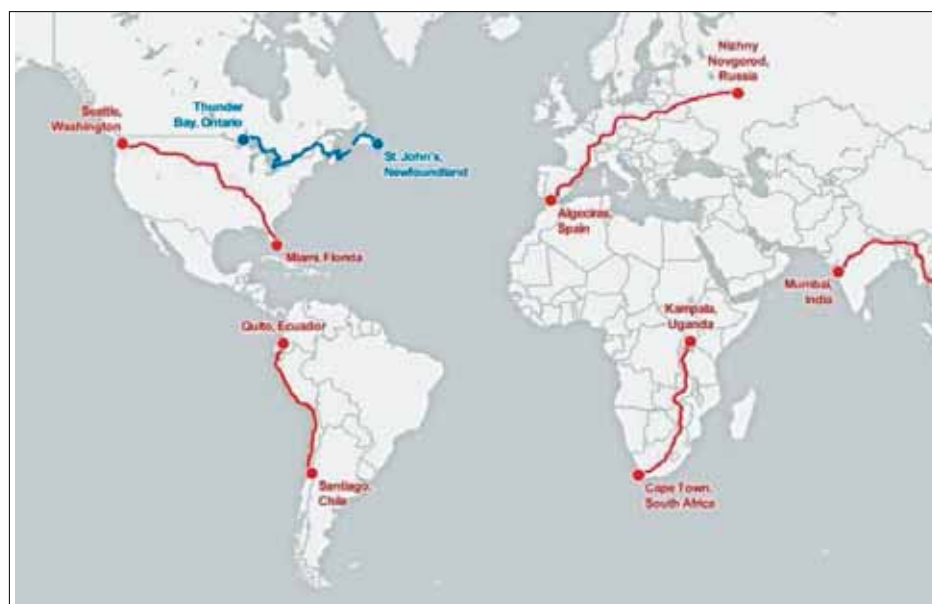 Nizhny
Novgorod,
Russia
Seattle,
Washington
Thunder
Bay, Ontario
St. John's,
Newfoundland
Algeciras,
Spain
Miami, Florida
Mumbai,
India
Kampala,
Uganda
Quito, Ecuador
Santiago,
Chile
Cape Town,
South Africa